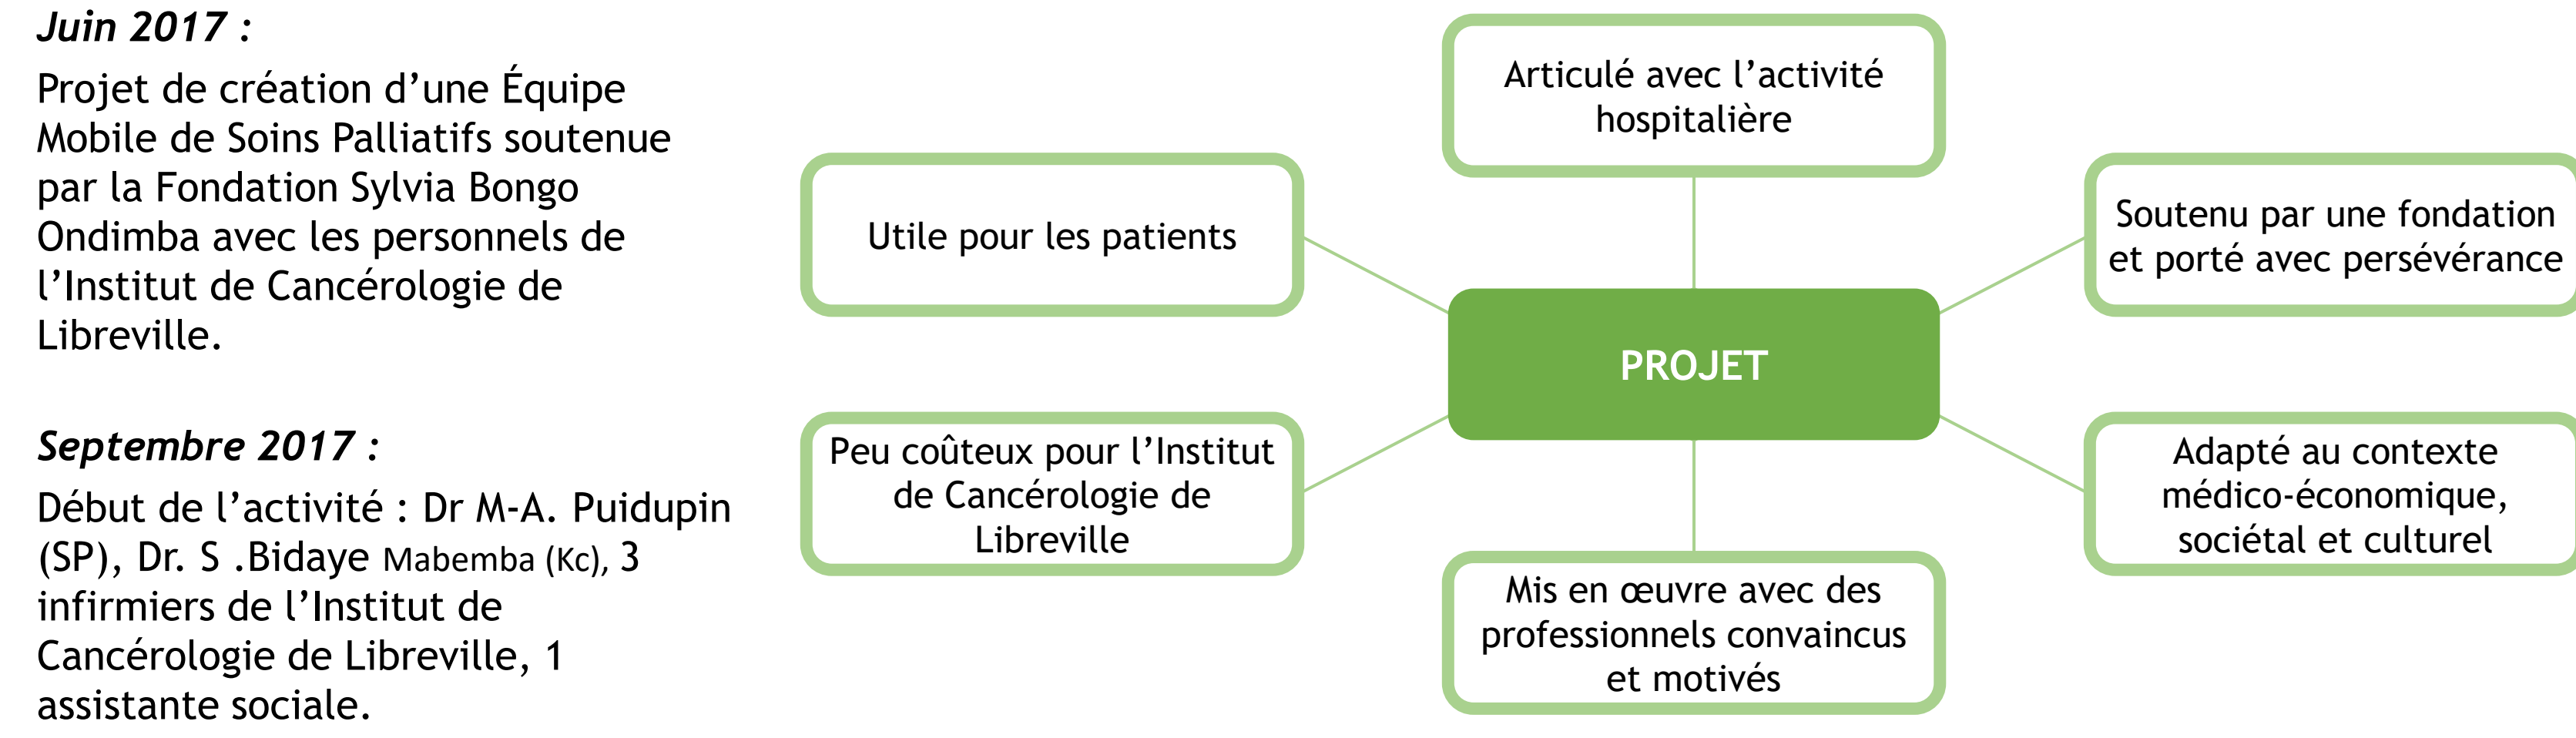 Juin 2017 :
Projet de création d’une Équipe
Mobile de Soins Palliatifs soutenue
par la Fondation Sylvia Bongo
Ondimba avec les personnels de
l’Institut de Cancérologie de
Libreville.
Septembre 2017 :
Début de l’activité : Dr M-A. Puidupin
(SP), Dr. S .Bidaye Mabemba (Kc), 3
infirmiers de l’Institut de
Cancérologie de Libreville, 1
assistante sociale.
Articulé avec l’activité
hospitalière
Utile pour les patients
Soutenu par une fondation
et porté avec persévérance
PROJET
Peu coûteux pour l’Institut
de Cancérologie de
Libreville
Adapté au contexte
médico-économique,
sociétal et culturel
Mis en œuvre avec des
professionnels convaincus
et motivés